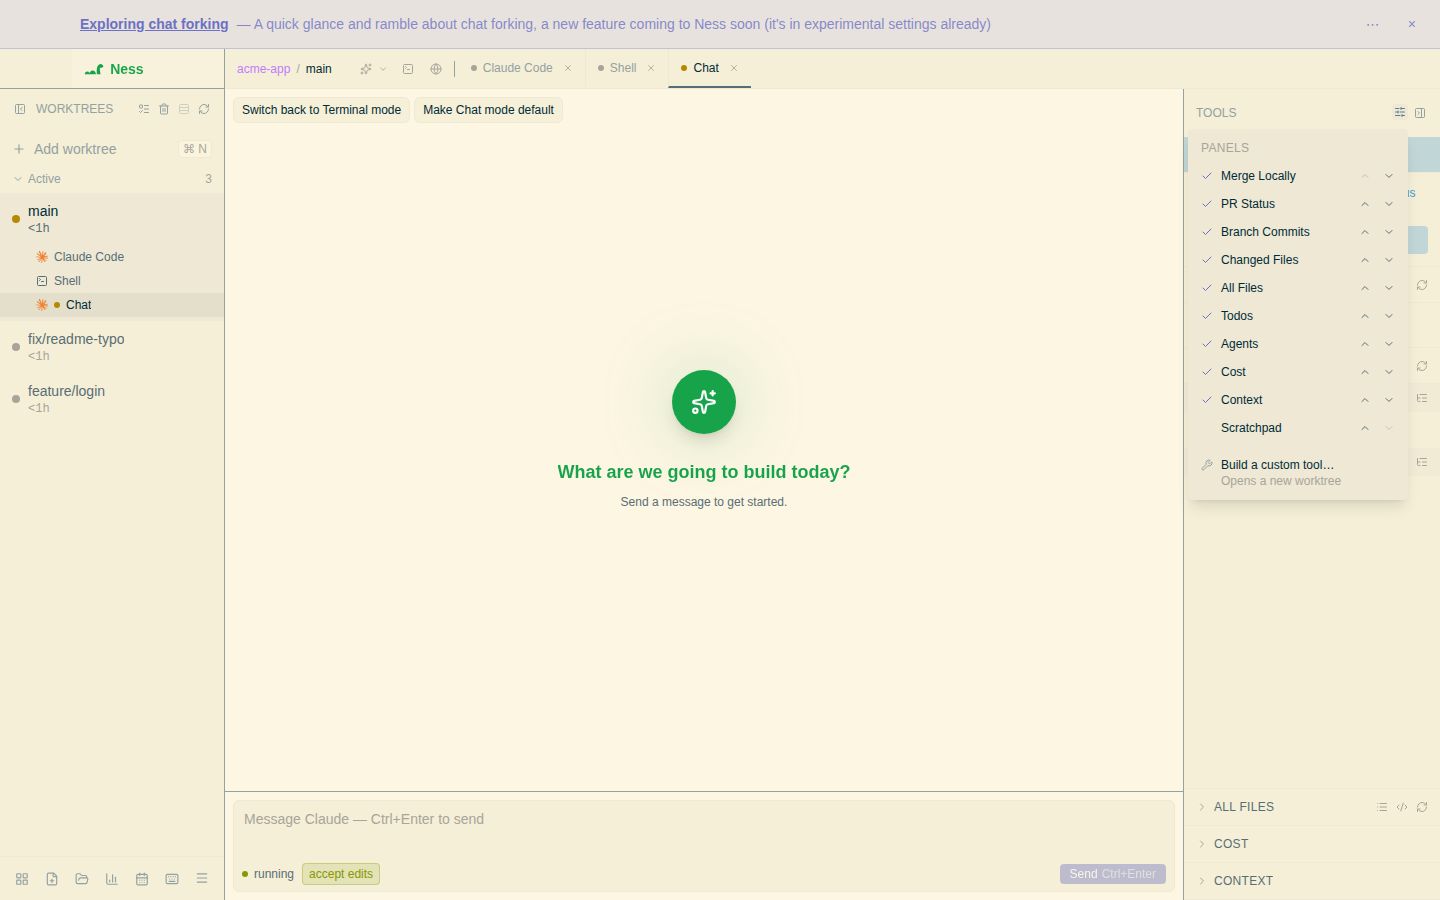 Exploring chat forking — A quick glance and ramble about chat forking, a new feature coming to Ness soon (it's in experimental settings already)
Ness
acme-app / main
Claude Code
Shell
Chat
WORKTREES
Add worktree ⌘ N
Active 3
main
<1h
Claude Code
Shell
Chat
fix/readme-typo
<1h
feature/login
<1h
Switch back to Terminal mode
Make Chat mode default
What are we going to build today?
Send a message to get started.
Message Claude — Ctrl+Enter to send
running
accept edits
Send Ctrl+Enter
TOOLS
PANELS
Merge Locally
PR Status
Branch Commits
Changed Files
All Files
Todos
Agents
Cost
Context
Scratchpad
Build a custom tool…
Opens a new worktree
ALL FILES
COST
CONTEXT